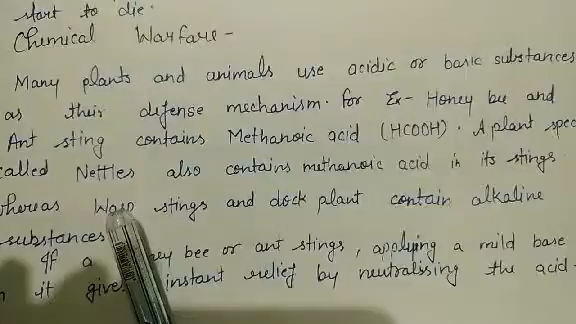 start to die.
Chemical Warfare -
Many plants and animals use acidic or basic substances
as their defense mechanism. for Ex- Honey bee and
Ant sting contains Methanoic acid (HCOOH). A plant spec
called Nettles also contains methanoic acid in its stings.
whereas Wasp stings and dock plant contain alkaline
substances
If a ney bee or ant stings, applying a mild base
it gives instant relief by neutralissing the acid.